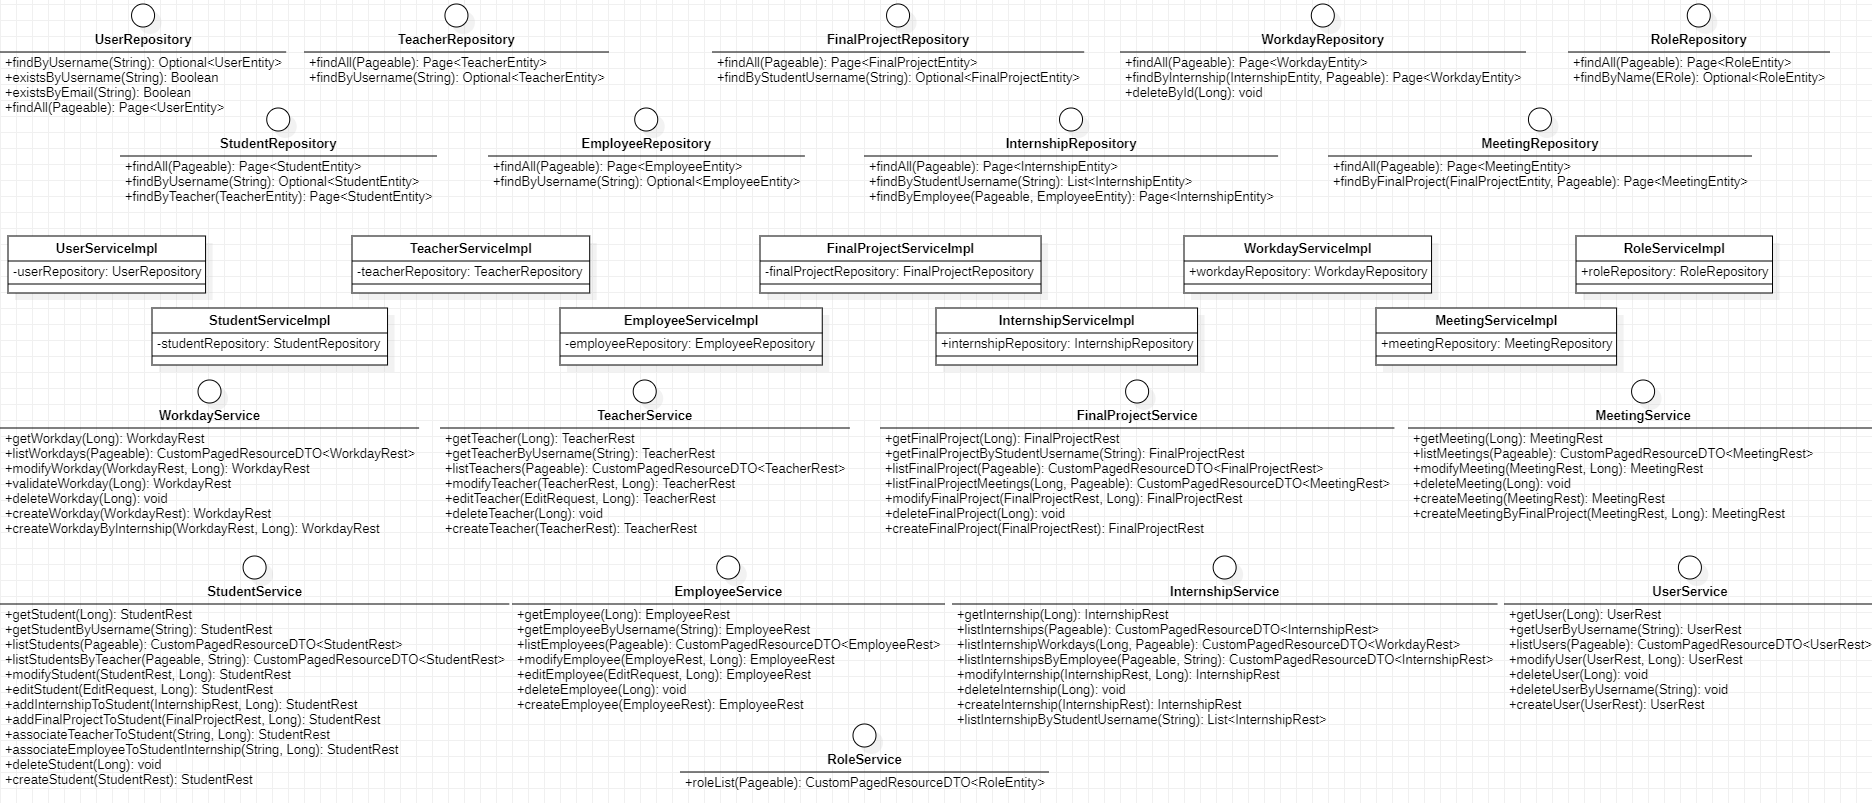 UserRepository
+findByUsername(String): Optional<UserEntity>
+existsByUsername(String): Boolean
+existsByEmail(String): Boolean
+findAll(Pageable): Page<UserEntity>
TeacherRepository
+findAll(Pageable): Page<TeacherEntity>
+findByUsername(String): Optional<TeacherEntity>
FinalProjectRepository
+findAll(Pageable): Page<FinalProjectEntity>
+findByStudentUsername(String): Optional<FinalProjectEntity>
WorkdayRepository
+findAll(Pageable): Page<WorkdayEntity>
+findByInternship(InternshipEntity, Pageable): Page<WorkdayEntity>
+deleteById(Long): void
RoleRepository
+findAll(Pageable): Page<RoleEntity>
+findByName(ERole): Optional<RoleEntity>
StudentRepository
+findAll(Pageable): Page<StudentEntity>
+findByUsername(String): Optional<StudentEntity>
+findByTeacher(TeacherEntity): Page<StudentEntity>
EmployeeRepository
+findAll(Pageable): Page<EmployeeEntity>
+findByUsername(String): Optional<EmployeeEntity>
InternshipRepository
+findAll(Pageable): Page<InternshipEntity>
+findByStudentUsername(String): List<InternshipEntity>
+findByEmployee(Pageable, EmployeeEntity): Page<InternshipEntity>
MeetingRepository
+findAll(Pageable): Page<MeetingEntity>
+findByFinalProject(FinalProjectEntity, Pageable): Page<MeetingEntity>
UserServiceImpl
-userRepository: UserRepository
TeacherServiceImpl
-teacherRepository: TeacherRepository
FinalProjectServiceImpl
-finalProjectRepository: FinalProjectRepository
WorkdayServiceImpl
+workdayRepository: WorkdayRepository
RoleServiceImpl
+roleRepository: RoleRepository
StudentServiceImpl
-studentRepository: StudentRepository
EmployeeServiceImpl
-employeeRepository: EmployeeRepository
InternshipServiceImpl
+internshipRepository: InternshipRepository
MeetingServiceImpl
+meetingRepository: MeetingRepository
WorkdayService
+getWorkday(Long): WorkdayRest
+listWorkdays(Pageable): CustomPagedResourceDTO<WorkdayRest>
+modifyWorkday(WorkdayRest, Long): WorkdayRest
+validateWorkday(Long): WorkdayRest
+deleteWorkday(Long): void
+createWorkday(WorkdayRest): WorkdayRest
+createWorkdayByInternship(WorkdayRest, Long): WorkdayRest
TeacherService
+getTeacher(Long): TeacherRest
+getTeacherByUsername(String): TeacherRest
+listTeachers(Pageable): CustomPagedResourceDTO<TeacherRest>
+modifyTeacher(TeacherRest, Long): TeacherRest
+editTeacher(EditRequest, Long): TeacherRest
+deleteTeacher(Long): void
+createTeacher(TeacherRest): TeacherRest
FinalProjectService
+getFinalProject(Long): FinalProjectRest
+getFinalProjectByStudentUsername(String): FinalProjectRest
+listFinalProject(Pageable): CustomPagedResourceDTO<FinalProjectRest>
+listFinalProjectMeetings(Long, Pageable): CustomPagedResourceDTO<MeetingRest>
+modifyFinalProject(FinalProjectRest, Long): FinalProjectRest
+deleteFinalProject(Long): void
+createFinalProject(FinalProjectRest): FinalProjectRest
MeetingService
+getMeeting(Long): MeetingRest
+listMeetings(Pageable): CustomPagedResourceDTO<MeetingRest>
+modifyMeeting(MeetingRest, Long): MeetingRest
+deleteMeeting(Long): void
+createMeeting(MeetingRest): MeetingRest
+createMeetingByFinalProject(MeetingRest, Long): MeetingRest
StudentService
+getStudent(Long): StudentRest
+getStudentByUsername(String): StudentRest
+listStudents(Pageable): CustomPagedResourceDTO<StudentRest>
+listStudentsByTeacher(Pageable, String): CustomPagedResourceDTO<StudentRest>
+modifyStudent(StudentRest, Long): StudentRest
+editStudent(EditRequest, Long): StudentRest
+addInternshipToStudent(InternshipRest, Long): StudentRest
+addFinalProjectToStudent(FinalProjectRest, Long): StudentRest
+associateTeacherToStudent(String, Long): StudentRest
+associateEmployeeToStudentInternship(String, Long): StudentRest
+deleteStudent(Long): void
+createStudent(StudentRest): StudentRest
EmployeeService
+getEmployee(Long): EmployeeRest
+getEmployeeByUsername(String): EmployeeRest
+listEmployees(Pageable): CustomPagedResourceDTO<EmployeeRest>
+modifyEmployee(EmployeRest, Long): EmployeeRest
+editEmployee(EditRequest, Long): EmployeeRest
+deleteEmployee(Long): void
+createEmployee(EmployeeRest): EmployeeRest
InternshipService
+getInternship(Long): InternshipRest
+listInternships(Pageable): CustomPagedResourceDTO<InternshipRest>
+listInternshipWorkdays(Long, Pageable): CustomPagedResourceDTO<WorkdayRest>
+listInternshipsByEmployee(Pageable, String): CustomPagedResourceDTO<InternshipRest>
+modifyInternship(InternshipRest, Long): InternshipRest
+deleteInternship(Long): void
+createInternship(InternshipRest): InternshipRest
+listInternshipByStudentUsername(String): List<InternshipRest>
UserService
+getUser(Long): UserRest
+getUserByUsername(String): UserRest
+listUsers(Pageable): CustomPagedResourceDTO<UserRest>
+modifyUser(UserRest, Long): UserRest
+deleteUser(Long): void
+deleteUserByUsername(String): void
+createUser(UserRest): UserRest
RoleService
+roleList(Pageable): CustomPagedResourceDTO<RoleEntity>